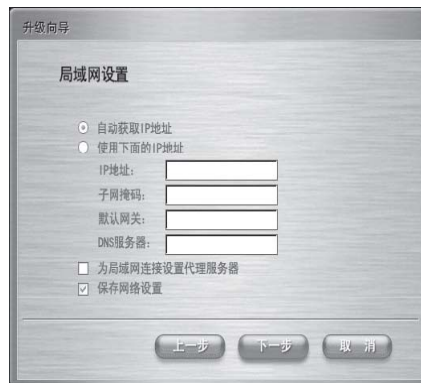 升级向导
局域网设置
自动获取IP地址
使用下面的IP地址
IP地址:
子网掩码:
默认网关:
DNS服务器:
为局域网连接设置代理服务器
保存网络设置
上一步 下一步 取 消